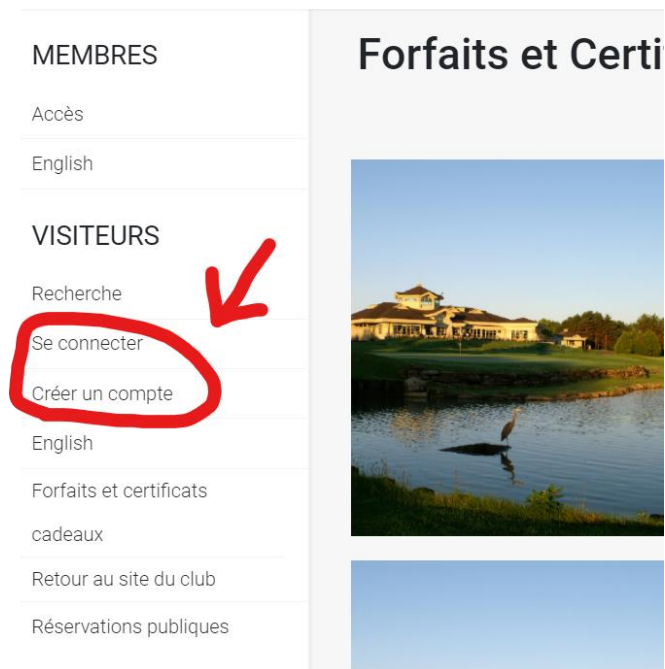 MEMBRES
Accès
English
VISITEURS
Recherche
Se connecter
Créer un compte
English
Forfaits et certificats
cadeaux
Retour au site du club
Réservations publiques
Forfaits et